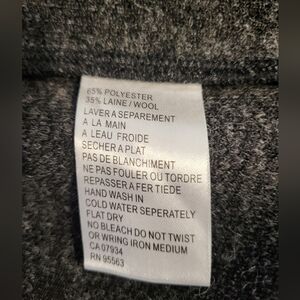 65% POLYESTER
35% LAINE / WOOL
LAVER A SEPAREMENT
A LA MAIN
A LEAU FROIDE
SECHER A PLAT
PAS DE BLANCHIMENT
NE PAS FOULER OU TORDRE
REPASSER A FER TIÈDE
HAND WASH IN
COLD WATER SEPERATELY
FLAT DRY
NO BLEACH DO NOT TWIST
OR WRING IRON MEDIUM
CA 07934
RN 95563